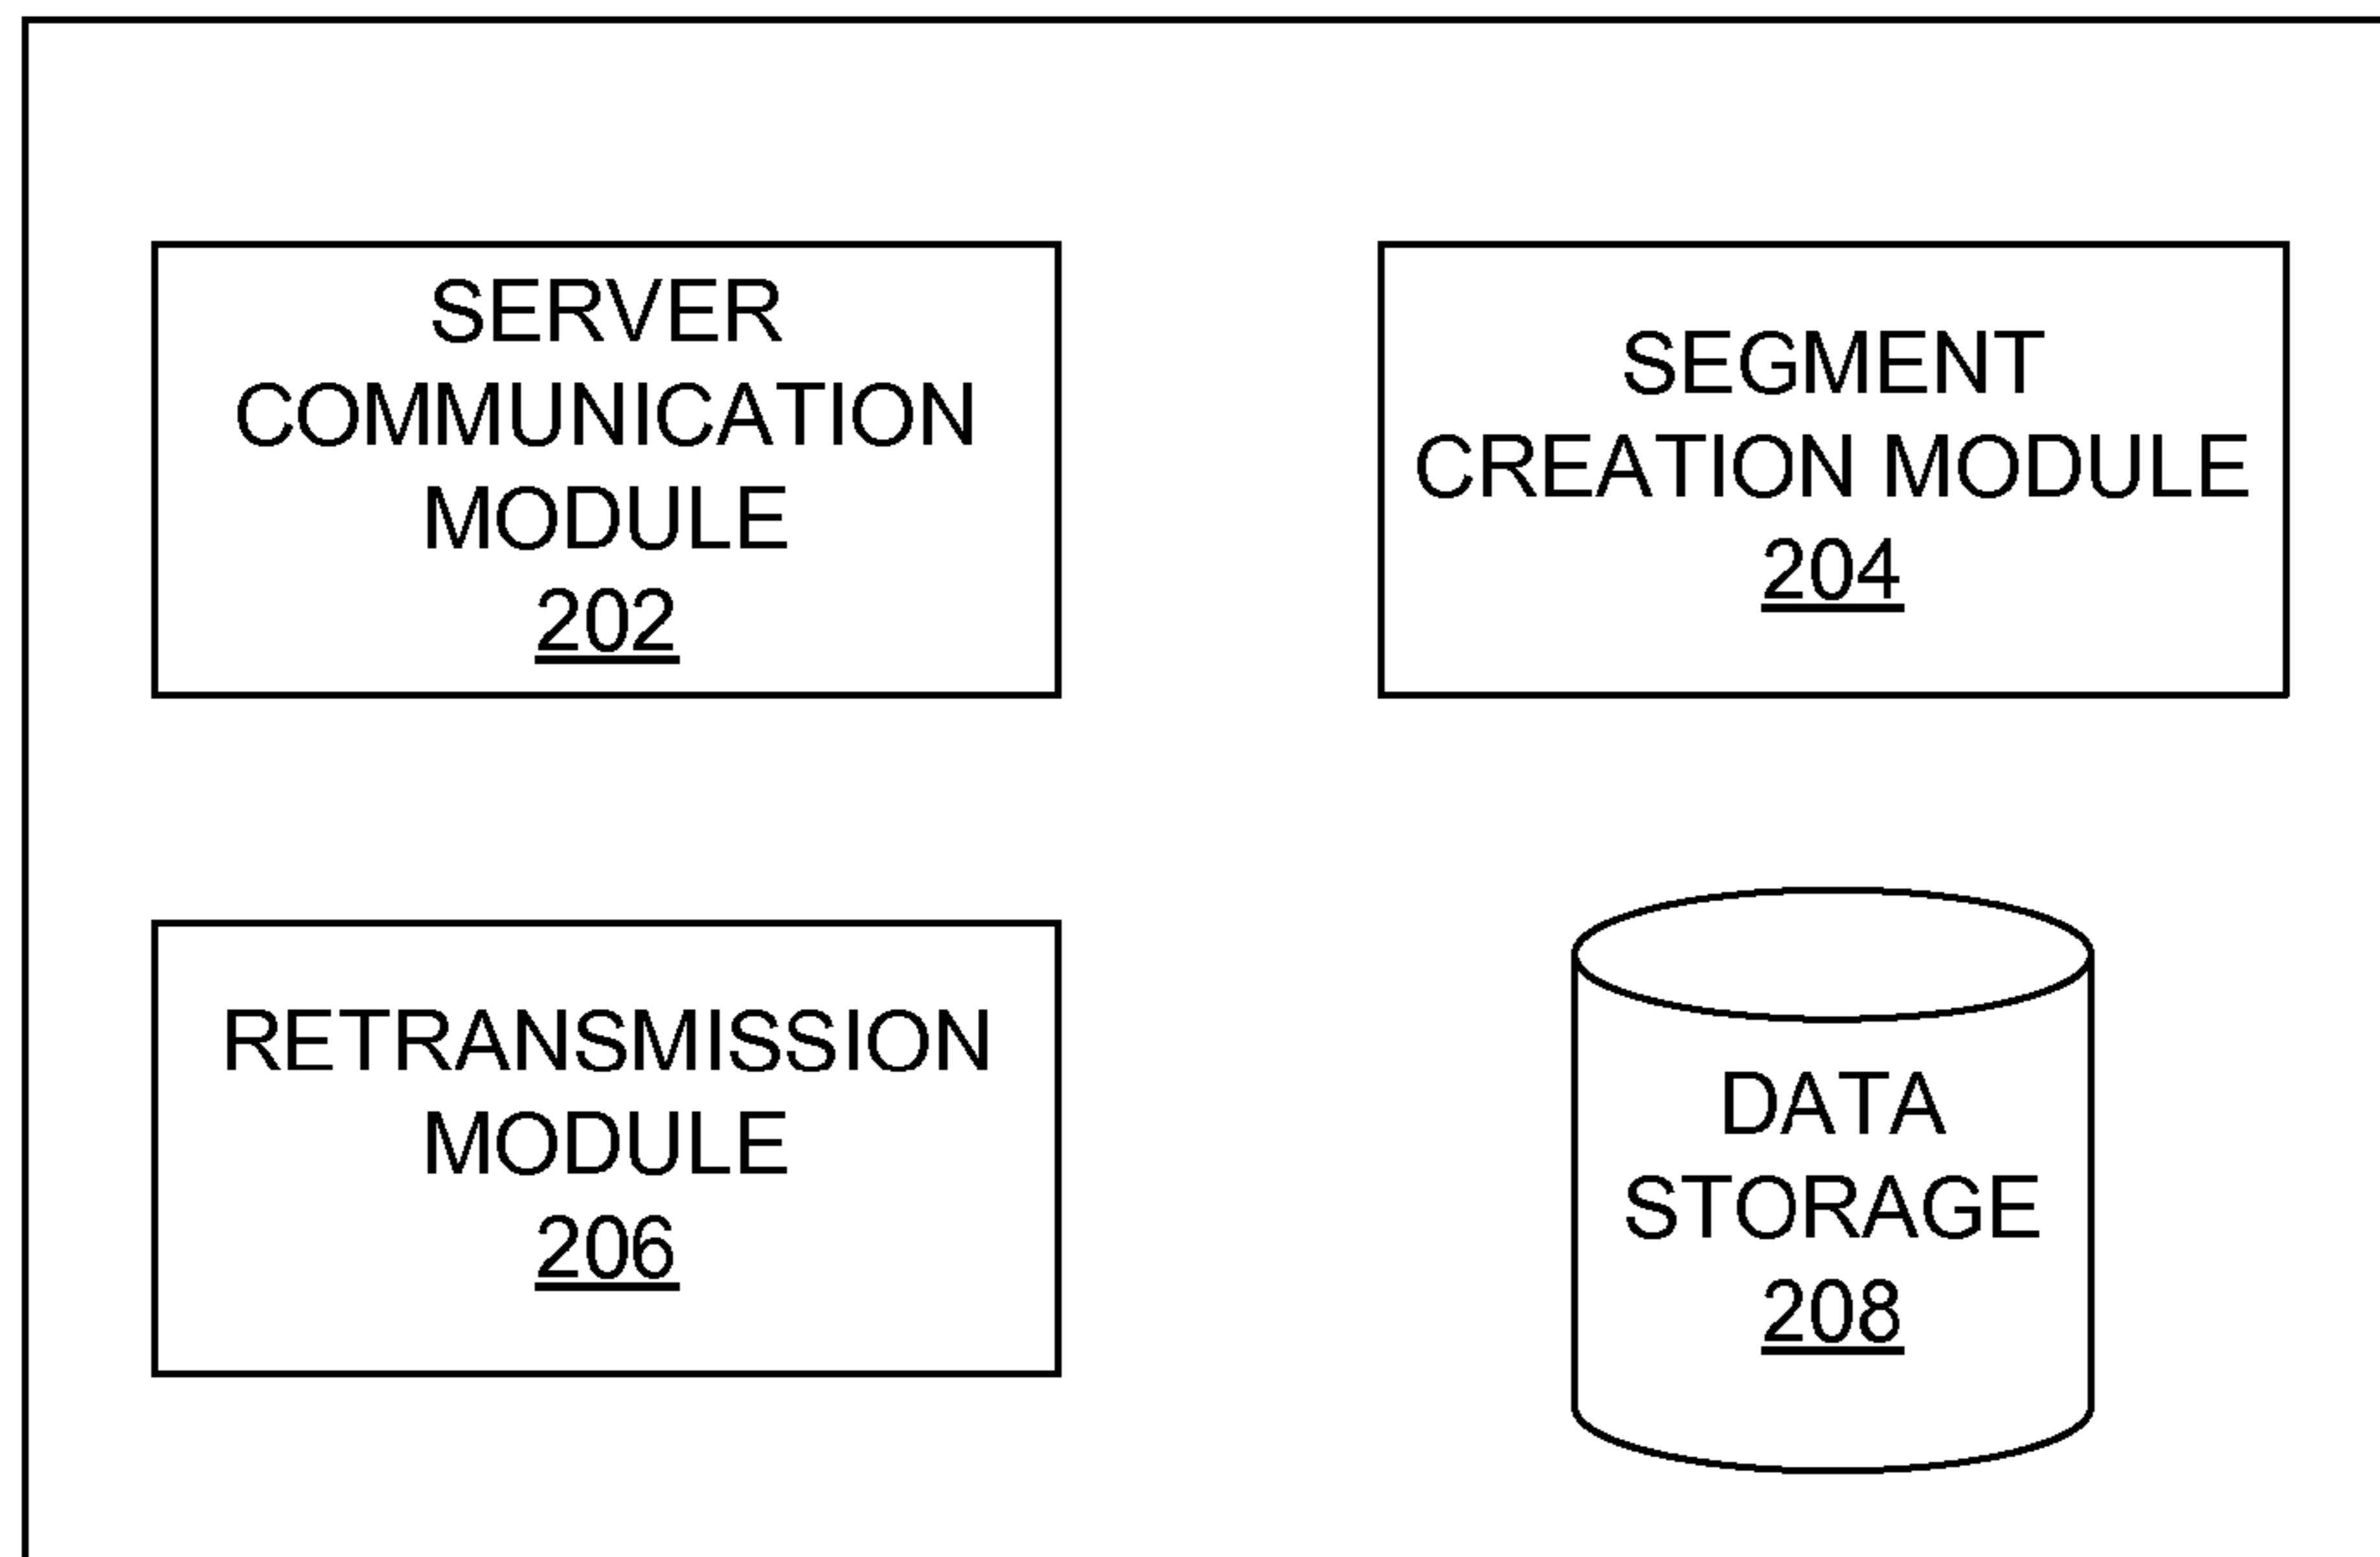 SERVER
COMMUNICATION
MODULE
202
SEGMENT
CREATION MODULE
204
RETRANSMISSION
MODULE
206
DATA
STORAGE
208